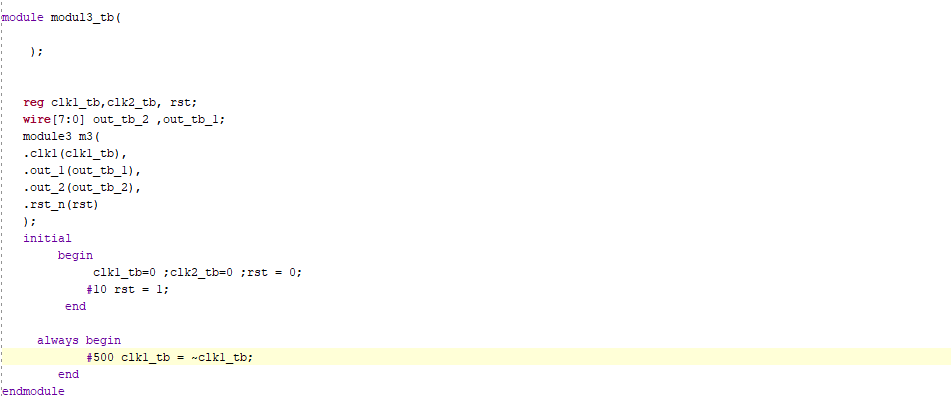 module modul3_tb(
);
reg clk1_tb,clk2_tb, rst;
wire[7:0] out_tb_2 ,out_tb_1;
module3 m3(
.clk1(clk1_tb),
.out_1(out_tb_1),
.out_2(out_tb_2),
.rst_n(rst)
);
initial
begin
clk1_tb=0 ;clk2_tb=0 ;rst = 0;
#10 rst = 1;
end
always begin
#500 clk1_tb = ~clk1_tb;
end
endmodule